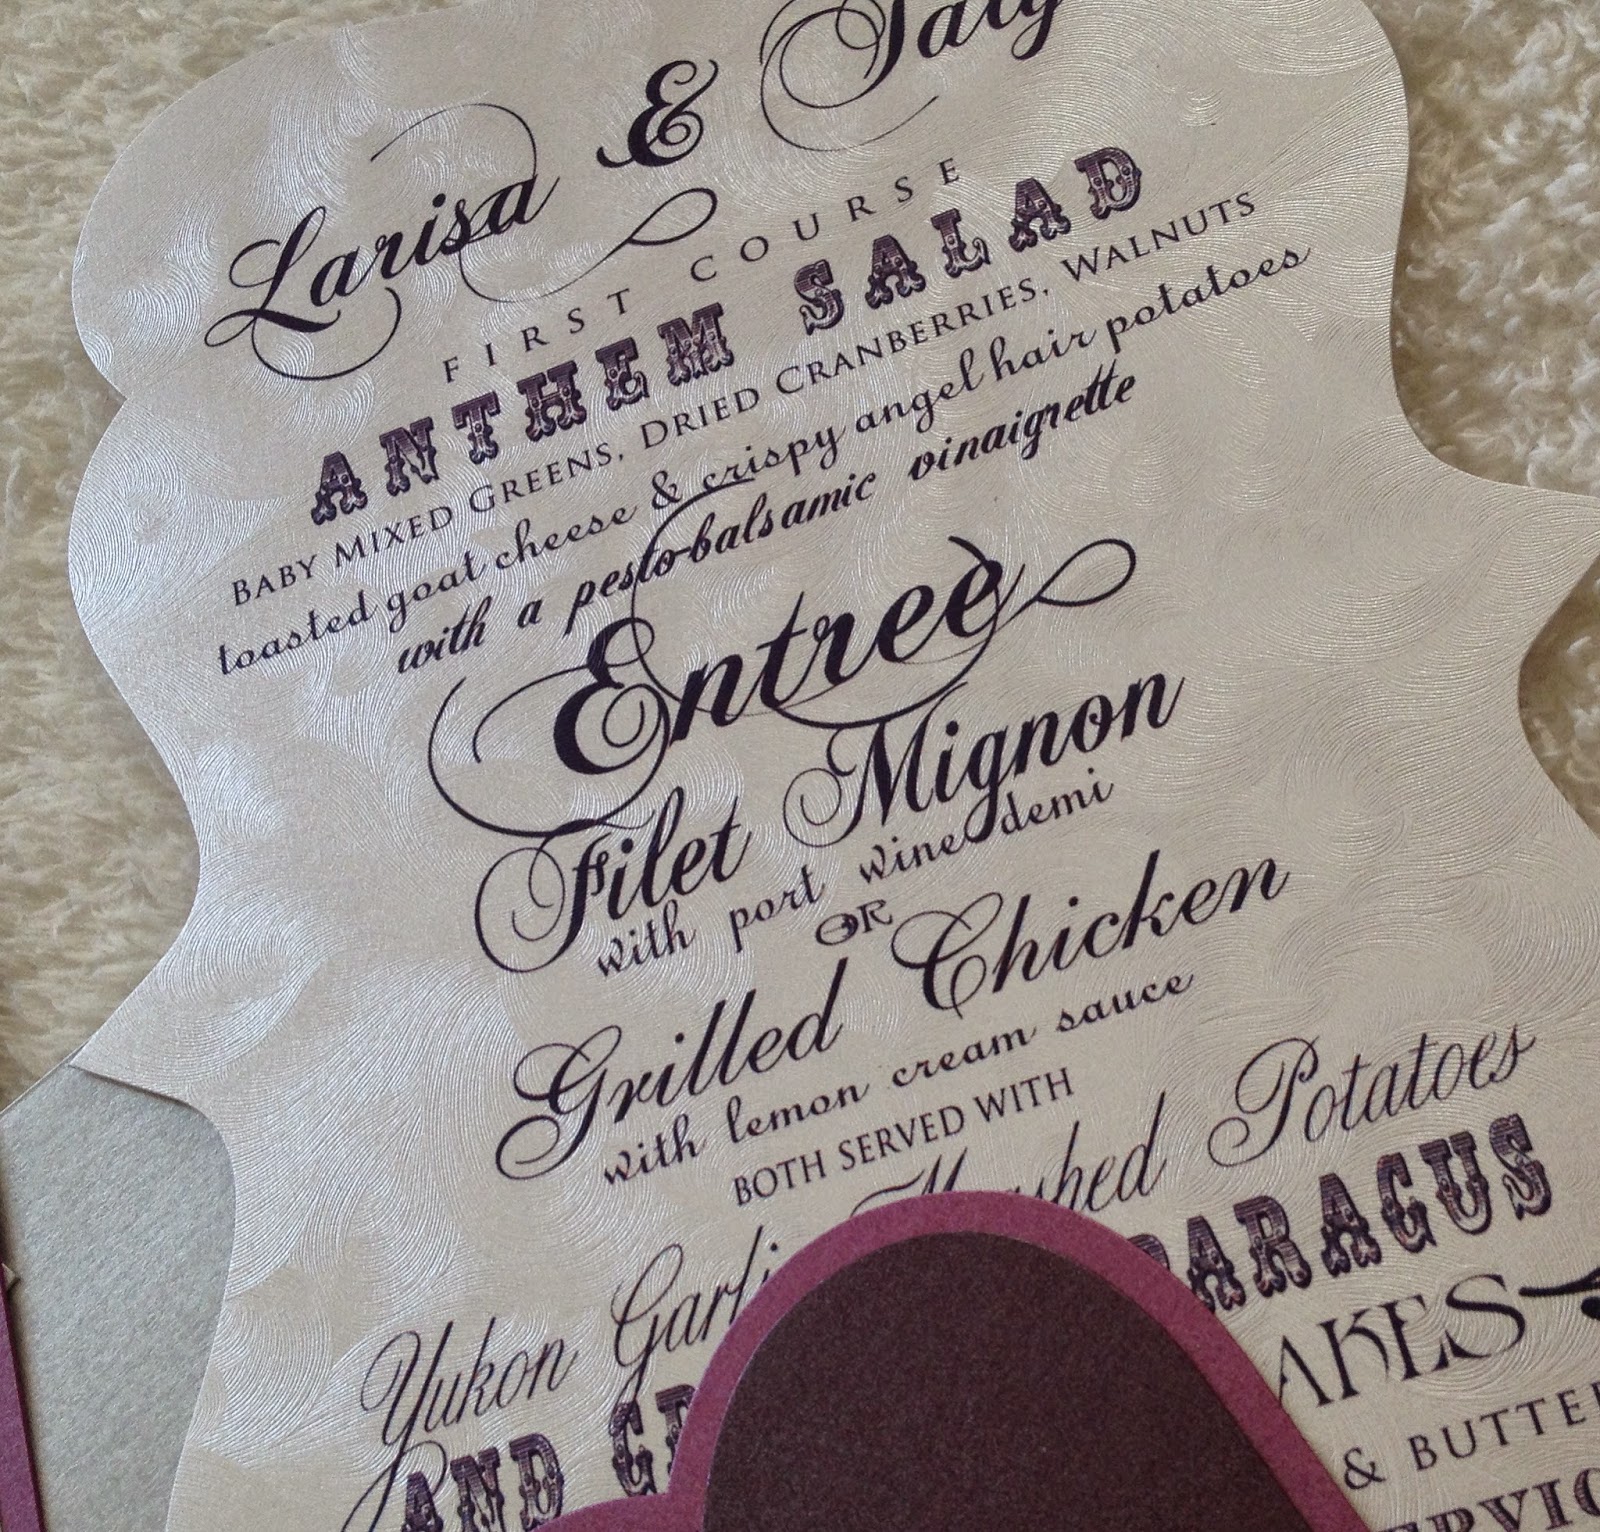 Larisa &
FIRST COURSE
ANTHEM SALAD
BABY MIXED GREENS, DRIED CRANBERRIES, WALNUTS
toasted goat cheese & crispy angel hair potatoes
with a pesto-balsamic vinaigrette
Entree
Filet Mignon
with port wine demi
OR
Grilled Chicken
with lemon cream sauce
BOTH SERVED WITH
Yukon Potatoes
AND
&